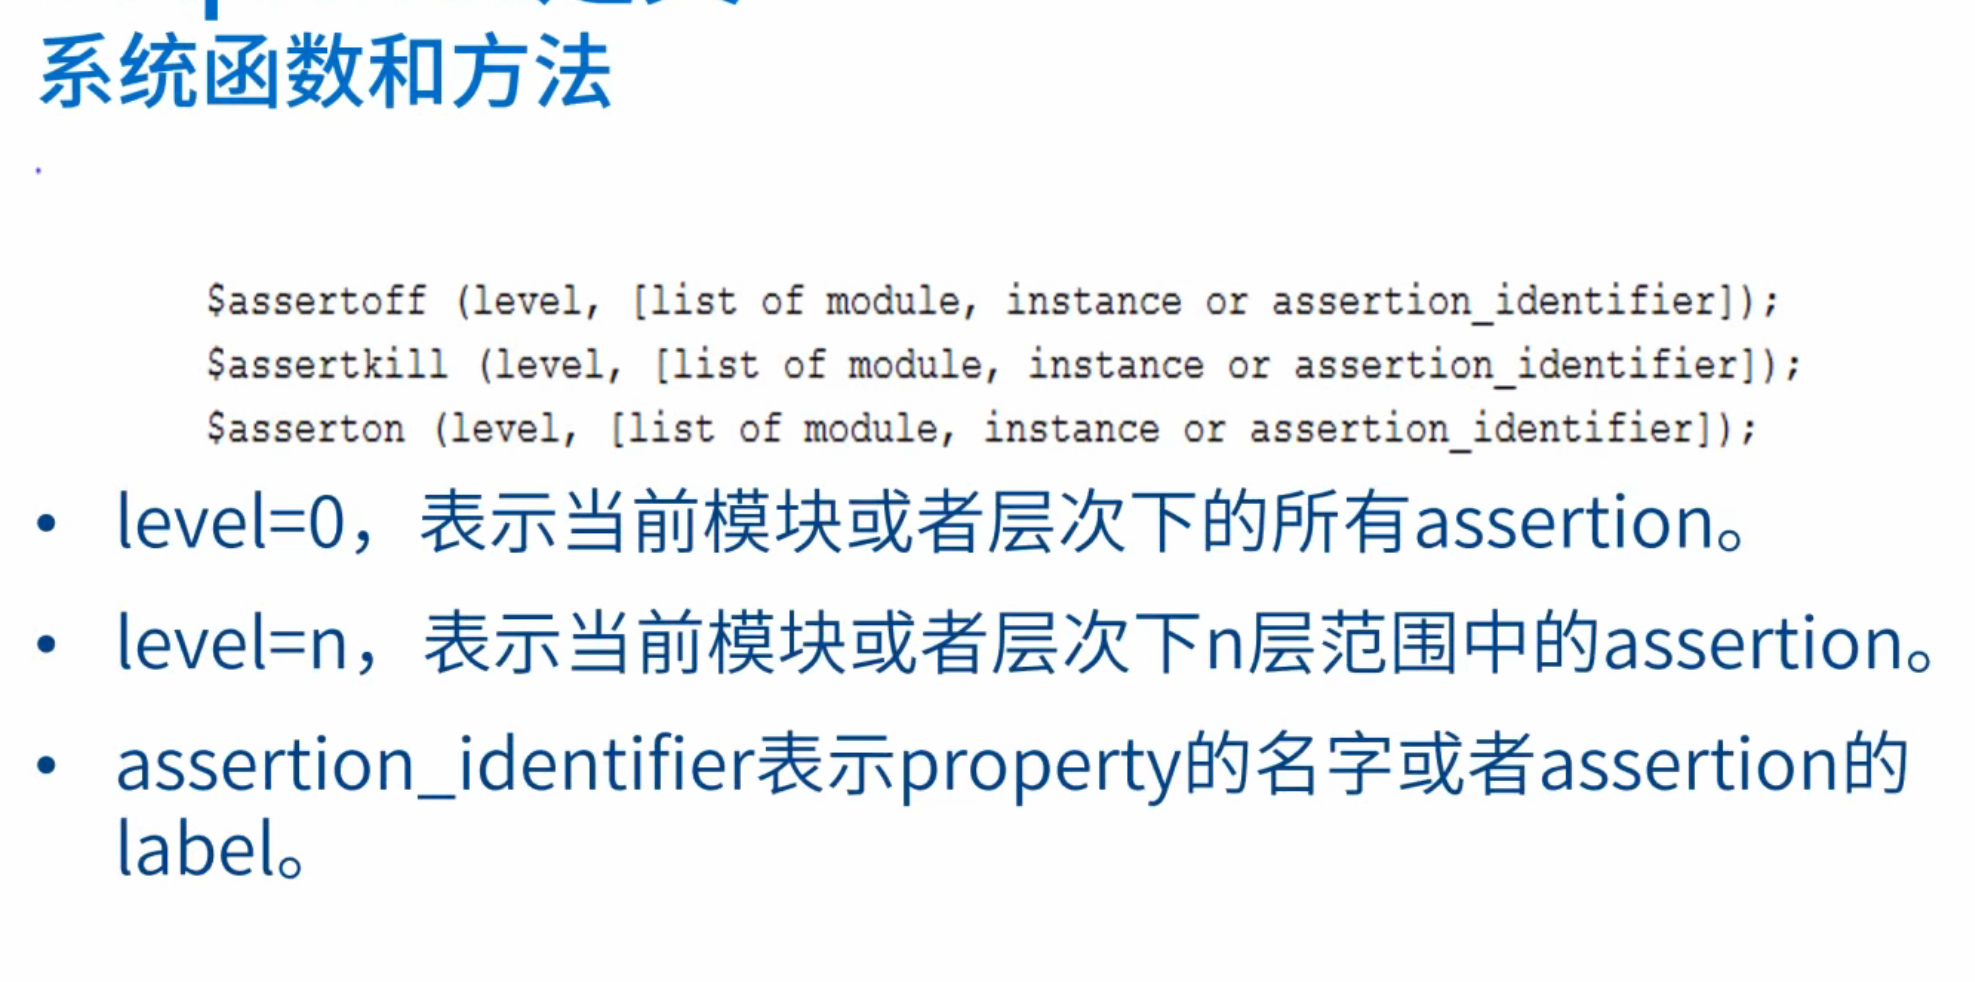 系统函数和方法
$assertoff (level, [list of module, instance or assertion_identifier]);
$assertkill (level, [list of module, instance or assertion_identifier]);
$asserton (level, [list of module, instance or assertion_identifier]);
• level=0，表示当前模块或者层次下的所有assertion。
• level=n，表示当前模块或者层次下n层范围中的assertion。
• assertion_identifier表示property的名字或者assertion的
label。